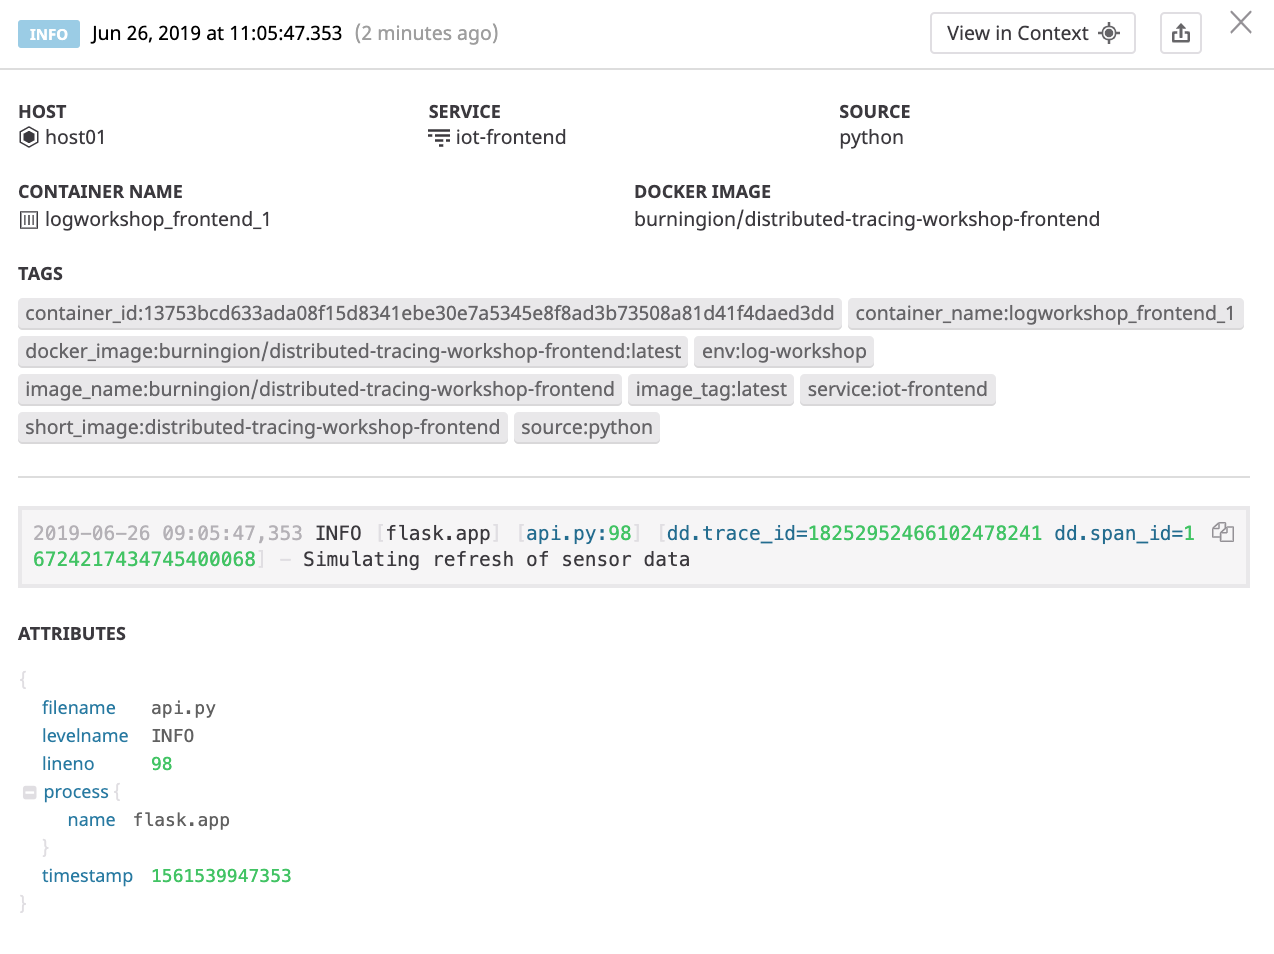 INFO Jun 26, 2019 at 11:05:47.353 (2 minutes ago) View in Context
HOST SERVICE SOURCE
host01 iot-frontend python
CONTAINER NAME DOCKER IMAGE
logworkshop_frontend_1 burningion/distributed-tracing-workshop-frontend
TAGS
container_id:13753bcd633ada08f15d8341ebe30e7a5345e8f8ad3b73508a81d41f4daed3dd container_name:logworkshop_frontend_1
docker_image:burningion/distributed-tracing-workshop-frontend:latest env:log-workshop
image_name:burningion/distributed-tracing-workshop-frontend image_tag:latest service:iot-frontend
short_image:distributed-tracing-workshop-frontend source:python
2019-06-26 09:05:47,353 INFO [flask.app] [api.py:98] [dd.trace_id=18252952466102478241 dd.span_id=1
6724217434745400068] – Simulating refresh of sensor data
ATTRIBUTES
{
filename api.py
levelname INFO
lineno 98
process {
name flask.app
}
timestamp 1561539947353
}